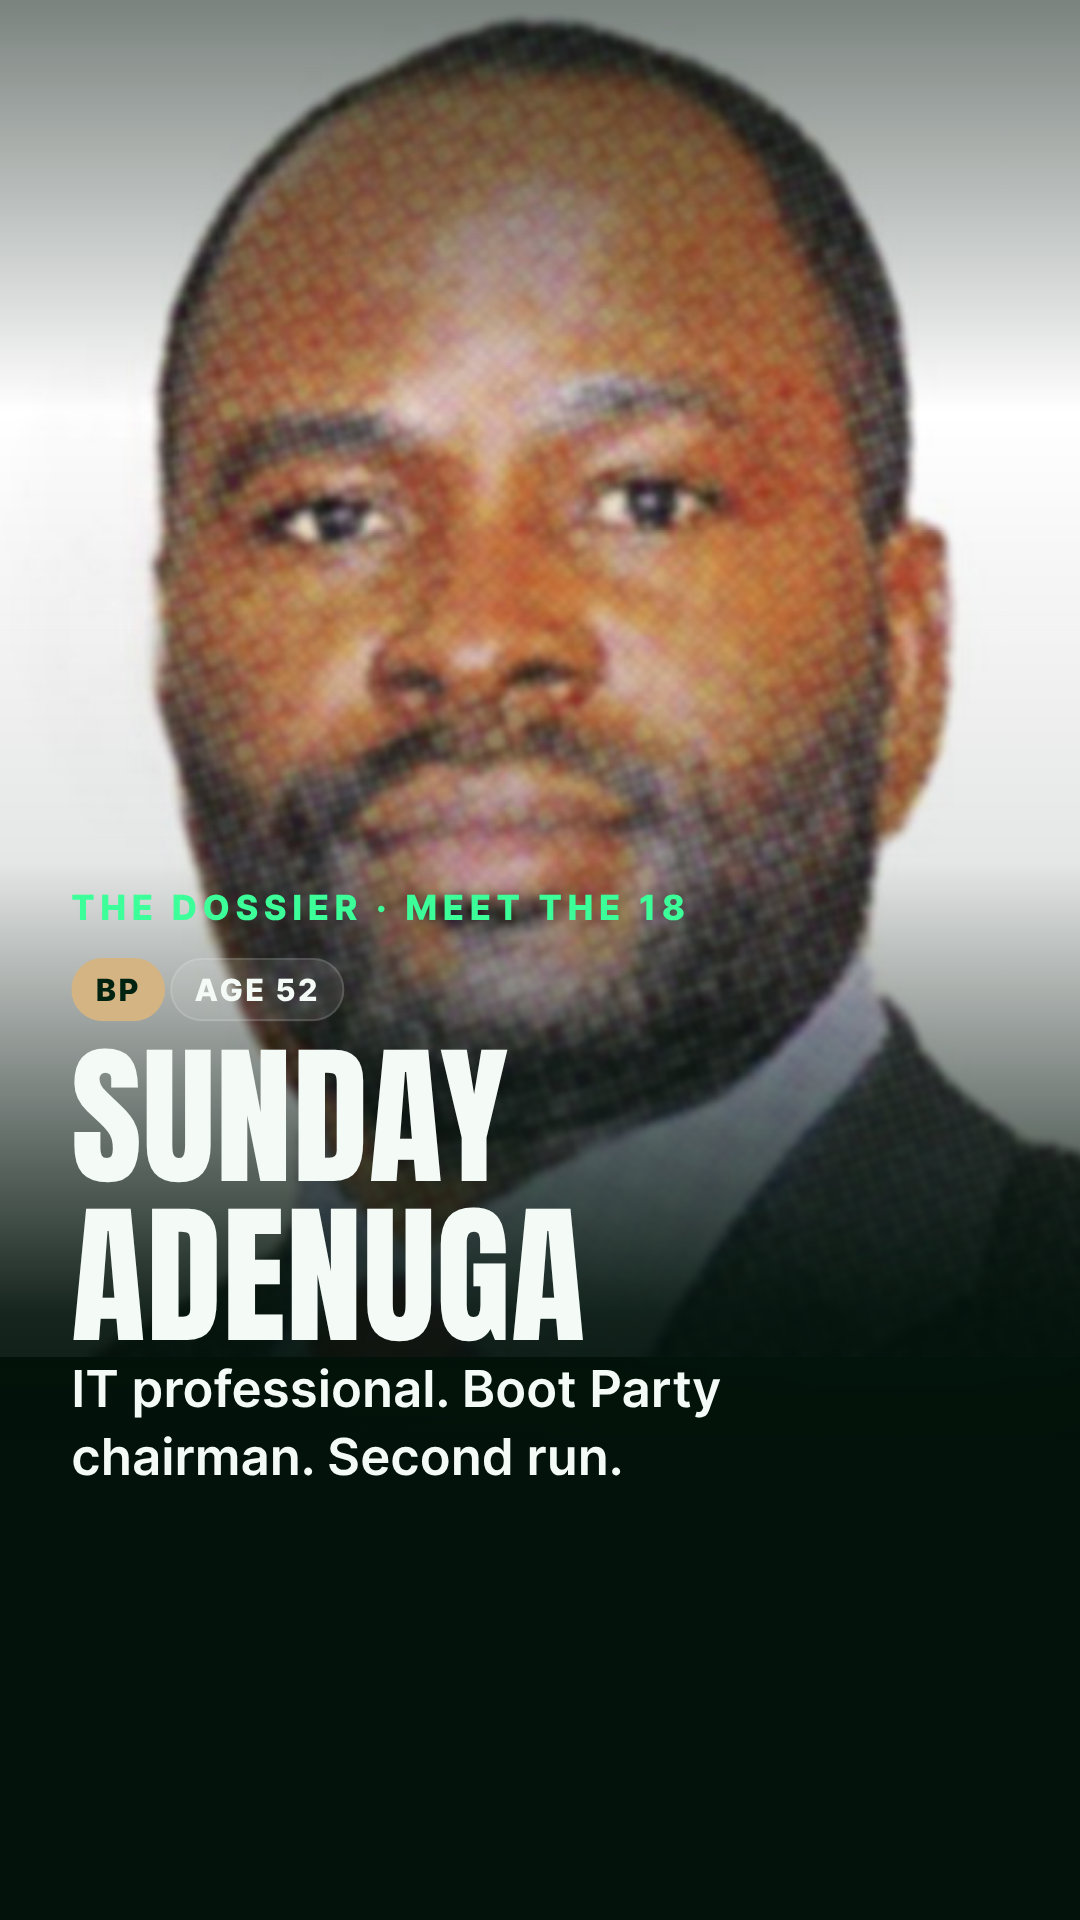 THE DOSSIER · MEET THE 18
BP AGE 52
SUNDAY
ADENUGA
IT professional. Boot Party
chairman. Second run.